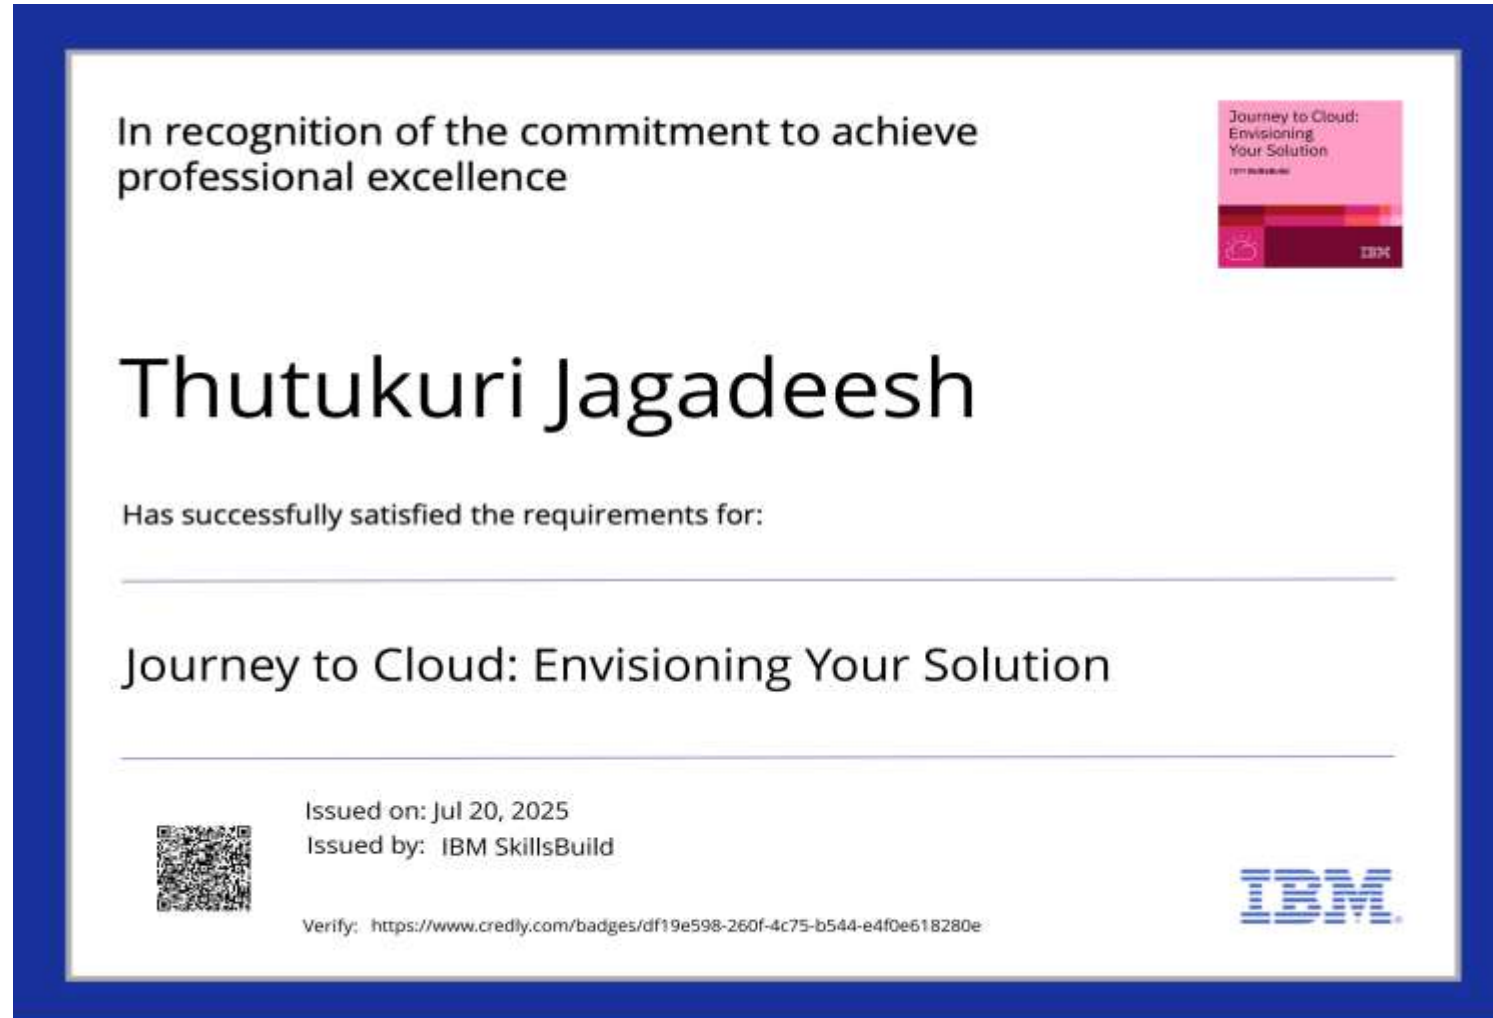 In recognition of the commitment to achieve
professional excellence
Journey to Cloud:
Envisioning
Your Solution
IBM SkillsBuild
IBM
Thutukuri Jagadeesh
Has successfully satisfied the requirements for:
Journey to Cloud: Envisioning Your Solution
Issued on: Jul 20, 2025
Issued by: IBM SkillsBuild
Verify: https://www.credly.com/badges/df19e598-260f-4c75-b544-e4f0e618280e
IBM.